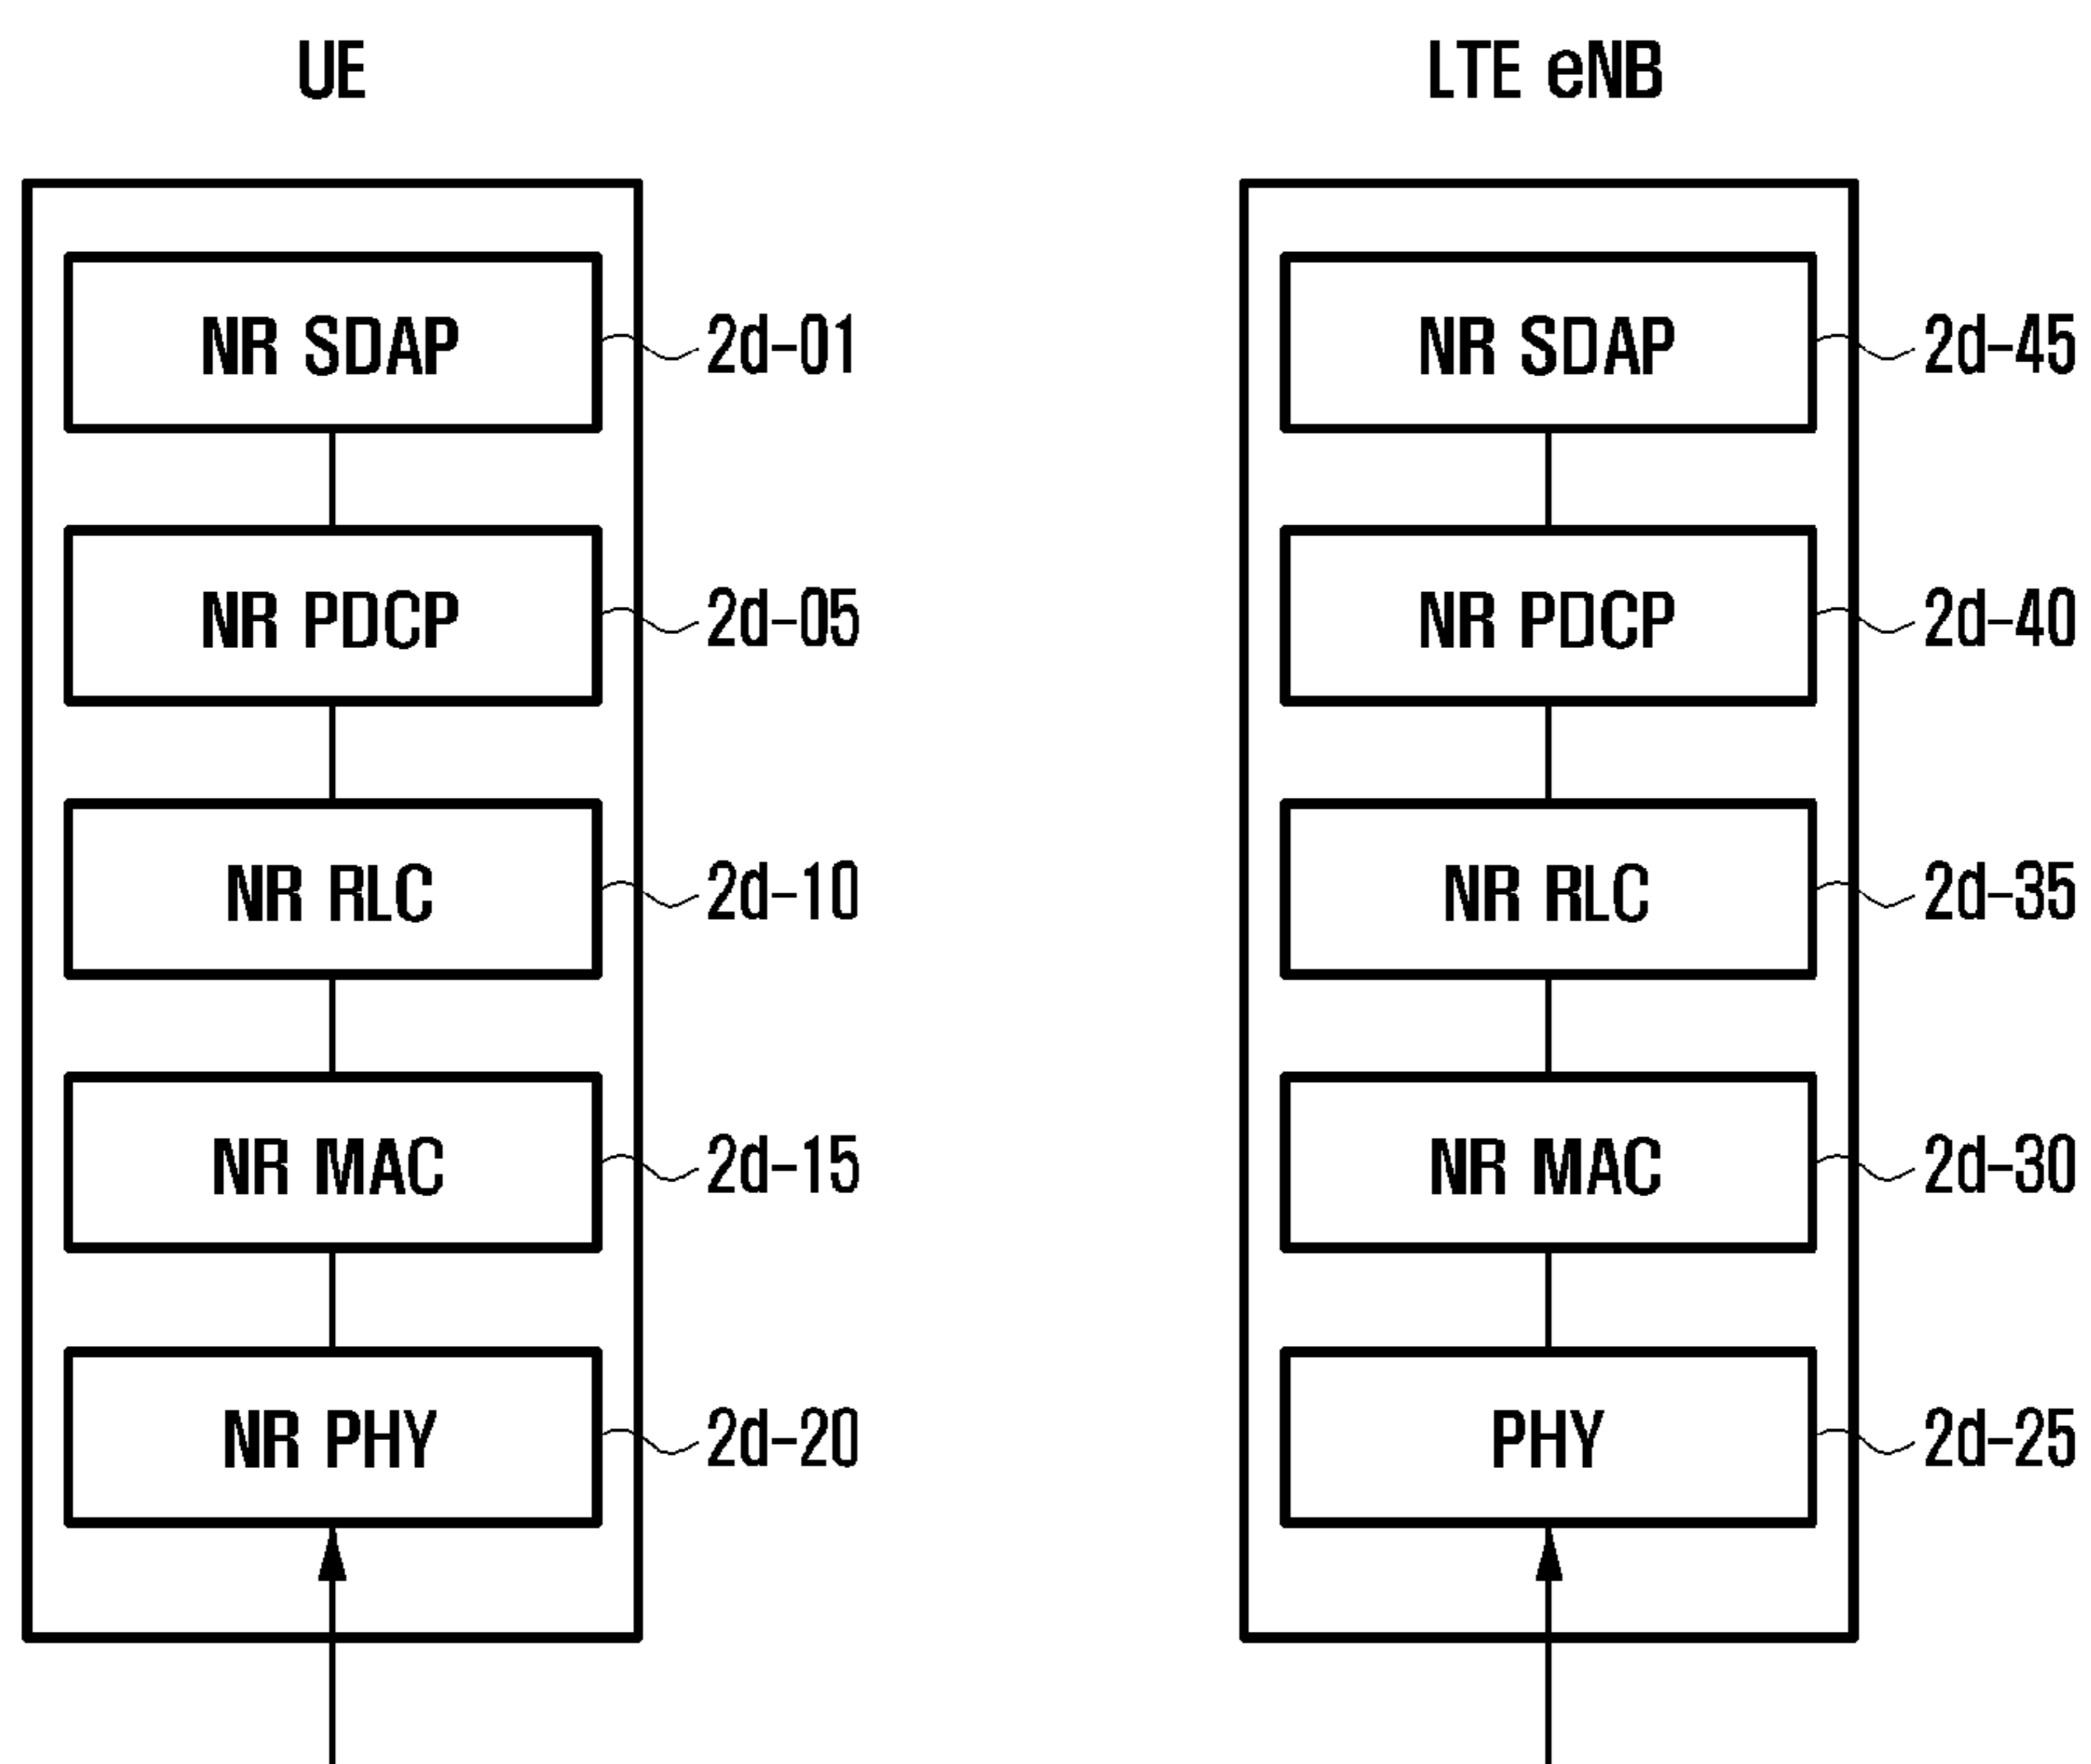 UE
LTE eNB
NR SDAP
2d-01
NR SDAP
2d-45
NR PDCP
2d-05
NR PDCP
2d-40
NR RLC
2d-10
NR RLC
2d-35
NR MAC
2d-15
NR MAC
2d-30
NR PHY
2d-20
PHY
2d-25